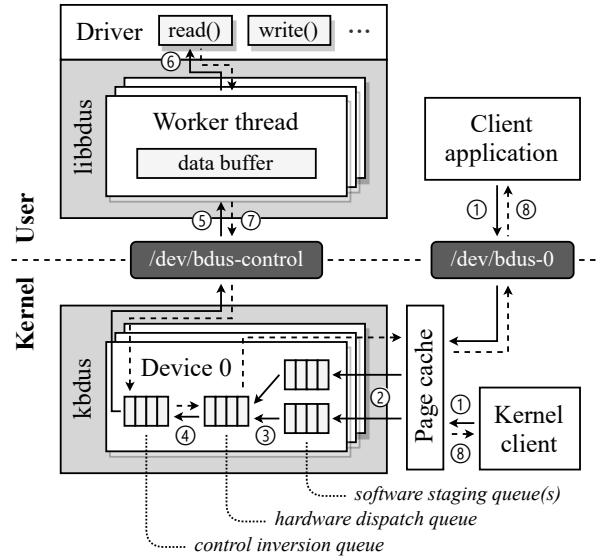 Driver read() write() ...
⑥
libbdus
Worker thread
data buffer
Client
application
⑤ ⑦
① ⑧
User
/dev/bdus-control /dev/bdus-0
Kernel
kbdus
Device 0
④ ③ ②
Page cache
①
⑧
Kernel
client
software staging queue(s)
hardware dispatch queue
control inversion queue